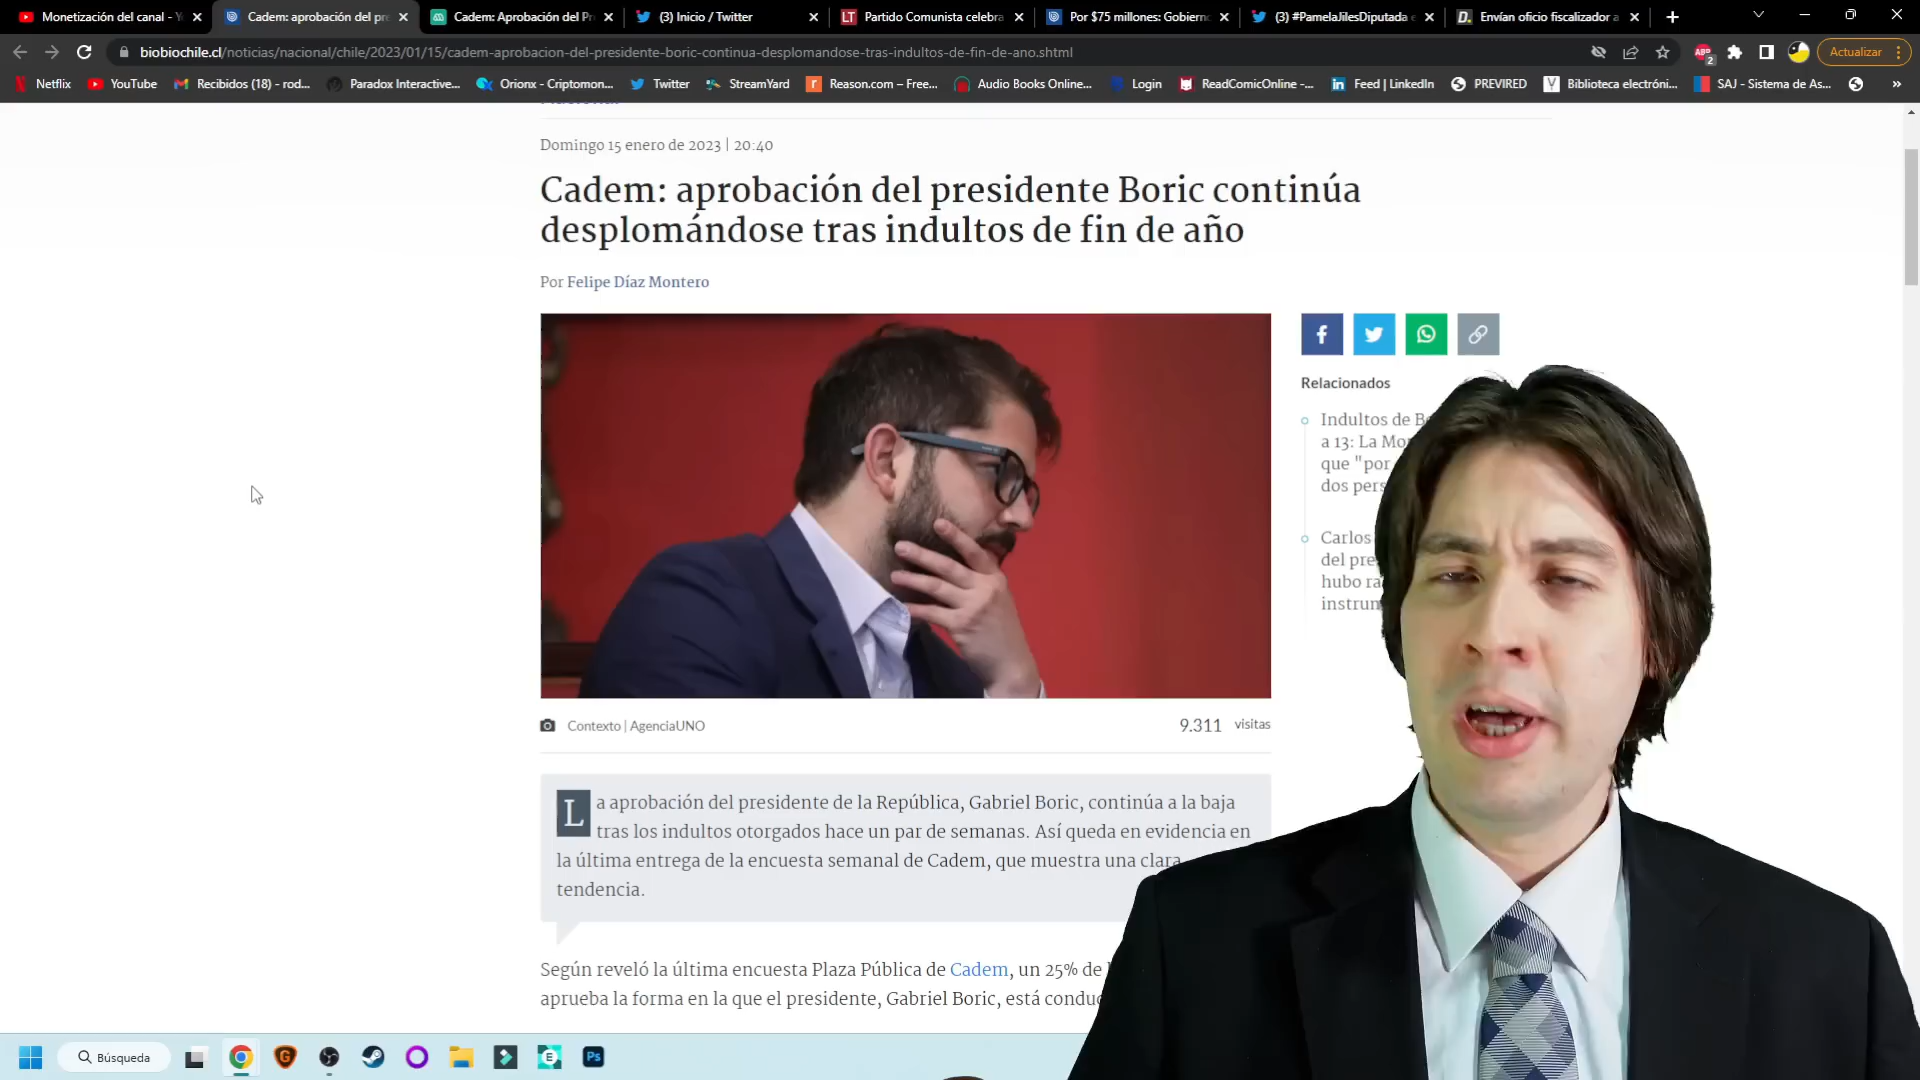 Monetización del canal - Y
Cadem: aprobación del pre
Cadem: Aprobación del Pr
(3) Inicio / Twitter
Partido Comunista celebra
Por $75 millones: Gobierno
(3) #PamelaJilesDiputada e
Envían oficio fiscalizador a
biobiochile.cl/noticias/nacional/chile/2023/01/15/cadem-aprobacion-del-presidente-boric-continua-desplomandose-tras-indultos-de-fin-de-ano.shtml
ABP
2
Actualizar
Netflix
YouTube
Recibidos (18) - rod...
Paradox Interactive...
Orionx - Criptomon...
Twitter
StreamYard
Reason.com – Free...
Audio Books Online...
Login
ReadComicOnline -...
Feed | LinkedIn
PREVIRED
Biblioteca electróni...
SAJ - Sistema de As...
»
Domingo 15 enero de 2023 | 20:40
Cadem: aprobación del presidente Boric continúa
desplomándose tras indultos de fin de año
Por Felipe Díaz Montero
Relacionados
Indultos de B
a 13: La Mo
que "por
dos pers
Carlos
del pre
hubo ra
instrum
Contexto | AgenciaUNO
9.311 visitas
La aprobación del presidente de la República, Gabriel Boric, continúa a la baja
tras los indultos otorgados hace un par de semanas. Así queda en evidencia en
la última entrega de la encuesta semanal de Cadem, que muestra una clara
tendencia.
Según reveló la última encuesta Plaza Pública de Cadem, un 25% de
aprueba la forma en la que el presidente, Gabriel Boric, está conduc
Búsqueda
Ps